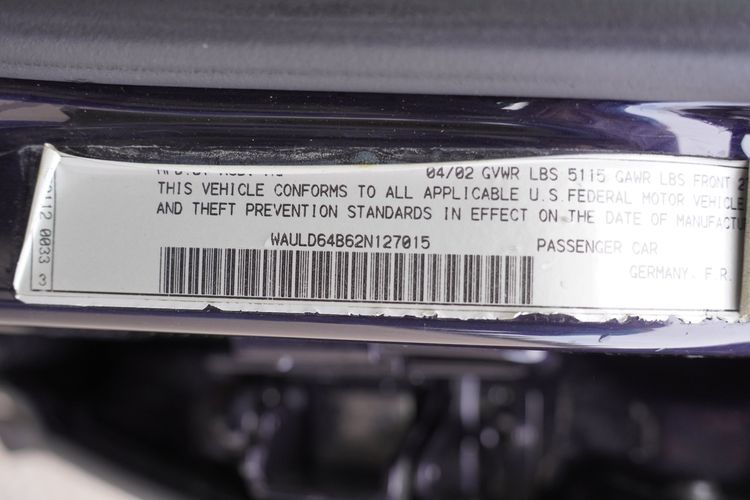 04/02 GVWR LBS 5115 GAWR LBS FRONT
THIS VEHICLE CONFORMS TO ALL APPLICABLE U.S.FEDERAL MOTOR VEHICLE
AND THEFT PREVENTION STANDARDS IN EFFECT ON THE DATE OF MANUFACTU
WAULD64B62N127015
PASSENGER CAR
GERMANY, F.R.
0033